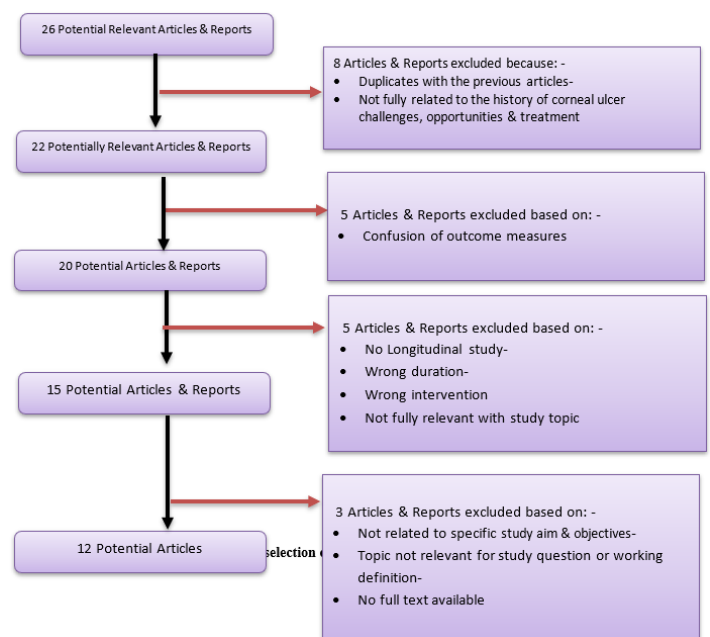 26 Potential Relevant Articles & Reports
8 Articles & Reports excluded because: -
• Duplicates with the previous articles-
• Not fully related to the history of corneal ulcer
challenges, opportunities & treatment
22 Potentially Relevant Articles & Reports
5 Articles & Reports excluded based on: -
• Confusion of outcome measures
20 Potential Articles & Reports
5 Articles & Reports excluded based on: -
• No Longitudinal study-
• Wrong duration-
• Wrong intervention
• Not fully relevant with study topic
15 Potential Articles & Reports
3 Articles & Reports excluded based on: -
• Not related to specific study aim & objectives-
• Topic not relevant for study question or working
definition-
• No full text available
12 Potential Articles
selection